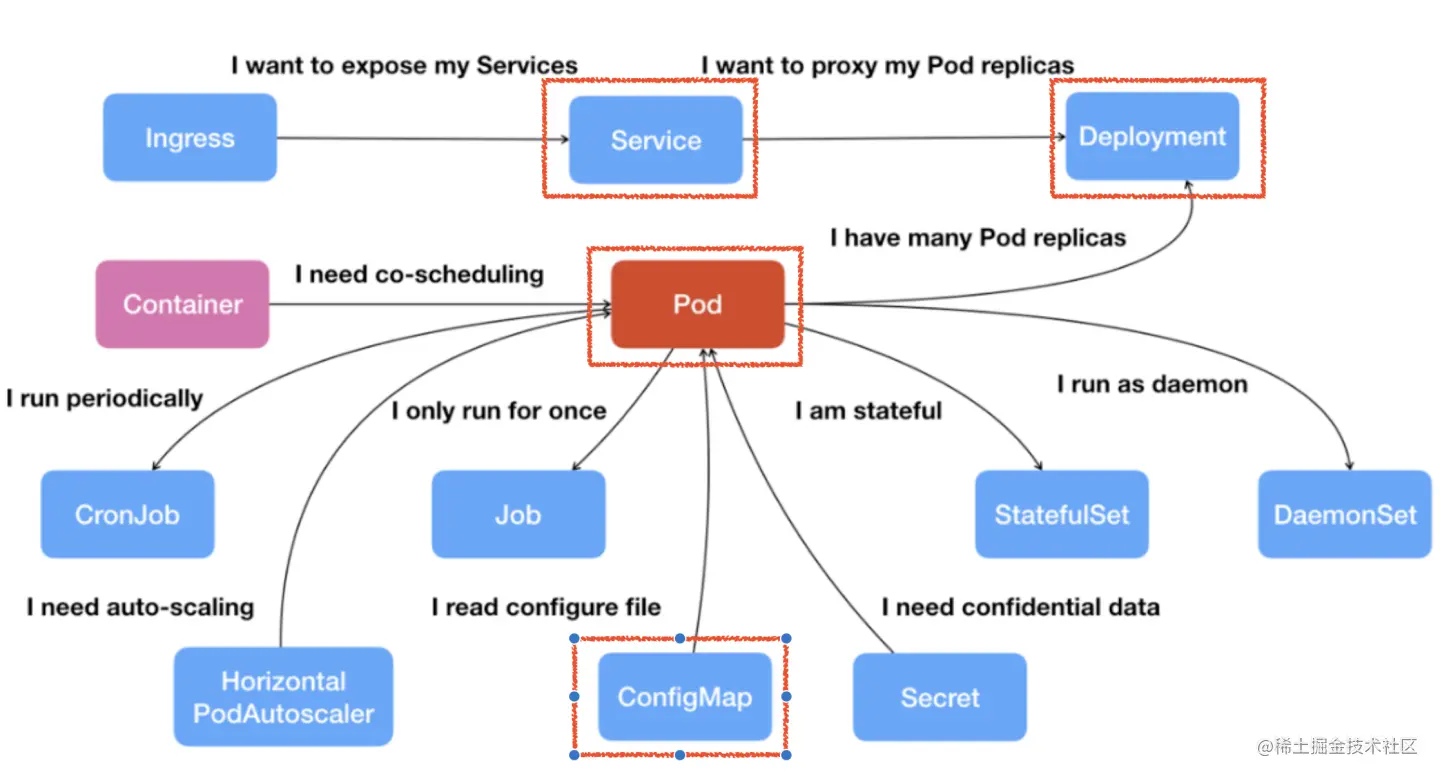 I want to expose my Services
I want to proxy my Pod replicas
Ingress
Service
Deployment
I have many Pod replicas
I need co-scheduling
Container
Pod
I run periodically
I only run for once
I am stateful
I run as daemon
CronJob
Job
StatefulSet
DaemonSet
I need auto-scaling
I read configure file
I need confidential data
Horizontal
PodAutoscaler
ConfigMap
Secret
@稀土掘金技术社区